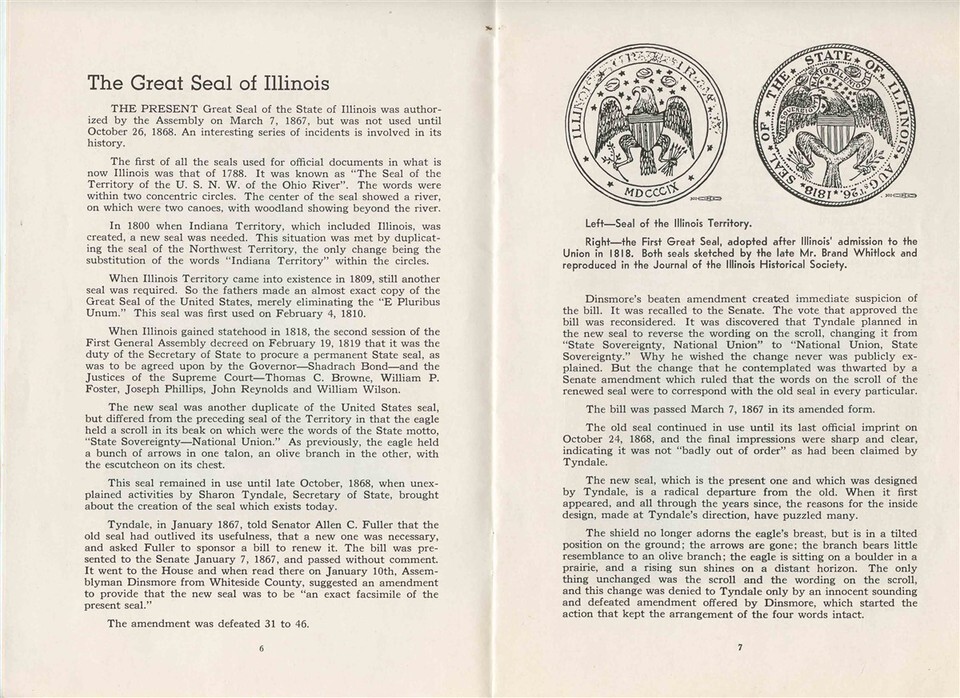 The Great Seal of Illinois
THE PRESENT Great Seal of the State of Illinois was author-
ized by the Assembly on March 7, 1867, but was not used until
October 26, 1868. An interesting series of incidents is involved in its
history.
The first of all the seals used for official documents in what is
now Illinois was that of 1788. It was known as "The Seal of the
Territory of the U. S. N. W. of the Ohio River". The words were
within two concentric circles. The center of the seal showed a river,
on which were two canoes, with woodland showing beyond the river.
In 1800 when Indiana Territory, which included Illinois, was
created, a new seal was needed. This situation was met by duplicat-
ing the seal of the Northwest Territory, the only change being the
substitution of the words "Indiana Territory" within the circles.
When Illinois Territory came into existence in 1809, still another
seal was required. So the fathers made an almost exact copy of the
Great Seal of the United States, merely eliminating the "E Pluribus
Unum." This seal was first used on February 4, 1810.
When Illinois gained statehood in 1818, the second session of the
First General Assembly decreed on February 19, 1819 that it was the
duty of the Secretary of State to procure a permanent State seal, as
was to be agreed upon by the Governor—Shadrach Bond—and the
Justices of the Supreme Court—Thomas C. Browne, William P.
Foster, Joseph Phillips, John Reynolds and William Wilson.
The new seal was another duplicate of the United States seal,
but differed from the preceding seal of the Territory in that the eagle
held a scroll in its beak on which were the words of the State motto,
"State Sovereignty—National Union." As previously, the eagle held
a bunch of arrows in one talon, an olive branch in the other, with
the escutcheon on its chest.
This seal remained in use until late October, 1868, when unex-
plained activities by Sharon Tyndale, Secretary of State, brought
about the creation of the seal which exists today.
Tyndale, in January 1867, told Senator Allen C. Fuller that the
old seal had outlived its usefulness, that a new one was necessary,
and asked Fuller to sponsor a bill to renew it. The bill was pre-
sented to the Senate January 7, 1867, and passed without comment.
It went to the House and when read there on January 10th, Assem-
blyman Dinsmore from Whiteside County, suggested an amendment
to provide that the new seal was to be "an exact facsimile of the
present seal."
The amendment was defeated 31 to 46.
6
ILLINOIS
MDCCCIX
SEAL OF THE STATE OF ILLINOIS
AUG. 26. 1818
NATIONAL UNION
Left—Seal of the Illinois Territory.
Right—the First Great Seal, adopted after Illinois' admission to the
Union in 1818. Both seals sketched by the late Mr. Brand Whitlock and
reproduced in the Journal of the Illinois Historical Society.
Dinsmore's beaten amendment created immediate suspicion of
the bill. It was recalled to the Senate. The vote that approved the
bill was reconsidered. It was discovered that Tyndale planned in
the new seal to reverse the wording on the scroll, changing it from
"State Sovereignty, National Union" to "National Union, State
Sovereignty." Why he wished the change never was publicly ex-
plained. But the change that he contemplated was thwarted by a
Senate amendment which ruled that the words on the scroll of the
renewed seal were to correspond with the old seal in every particular.
The bill was passed March 7, 1867 in its amended form.
The old seal continued in use until its last official imprint on
October 24, 1868, and the final impressions were sharp and clear,
indicating it was not "badly out of order" as had been claimed by
Tyndale.
The new seal, which is the present one and which was designed
by Tyndale, is a radical departure from the old. When it first
appeared, and all through the years since, the reasons for the inside
design, made at Tyndale's direction, have puzzled many.
The shield no longer adorns the eagle's breast, but is in a tilted
position on the ground; the arrows are gone; the branch bears little
resemblance to an olive branch; the eagle is sitting on a boulder in a
prairie, and a rising sun shines on a distant horizon. The only
thing unchanged was the scroll and the wording on the scroll,
and this change was denied to Tyndale only by an innocent sounding
and defeated amendment offered by Dinsmore, which started the
action that kept the arrangement of the four words intact.
7